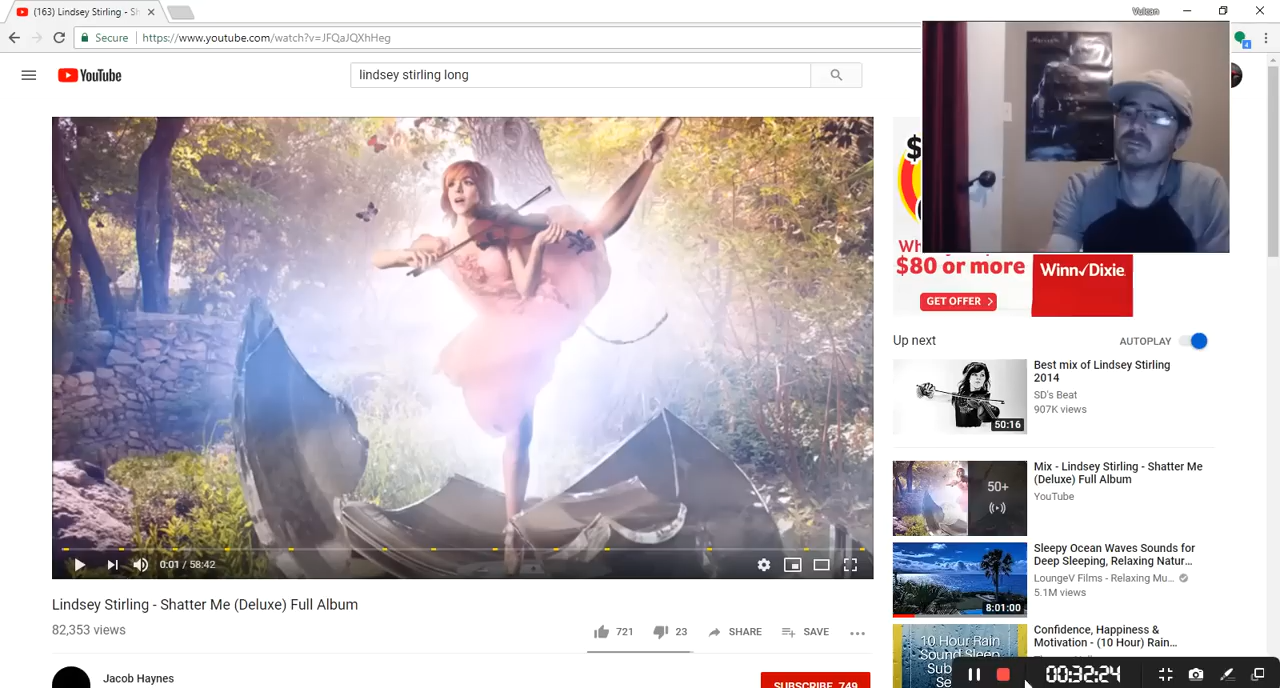 (163) Lindsey Stirling - Sh
Vulcan
Secure
https://www.youtube.com/watch?v=JFQaJQXhHeg
4
YouTube
lindsey stirling long
$
Wh
$80 or more
Winn Dixie
GET OFFER
Up next
AUTOPLAY
Best mix of Lindsey Stirling
2014
SD's Beat
907K views
50:16
Mix - Lindsey Stirling - Shatter Me
(Deluxe) Full Album
YouTube
50+
Sleepy Ocean Waves Sounds for
Deep Sleeping, Relaxing Natur...
LoungeV Films - Relaxing Mu...
5.1M views
8:01:00
Confidence, Happiness &
Motivation - (10 Hour) Rain...
10 Hour Rain
Sound Sleep
Sub
Se
0:01 / 58:42
Lindsey Stirling - Shatter Me (Deluxe) Full Album
82,353 views
721
23
SHARE
SAVE
Jacob Haynes
SUBSCRIBE 749
00:32:24